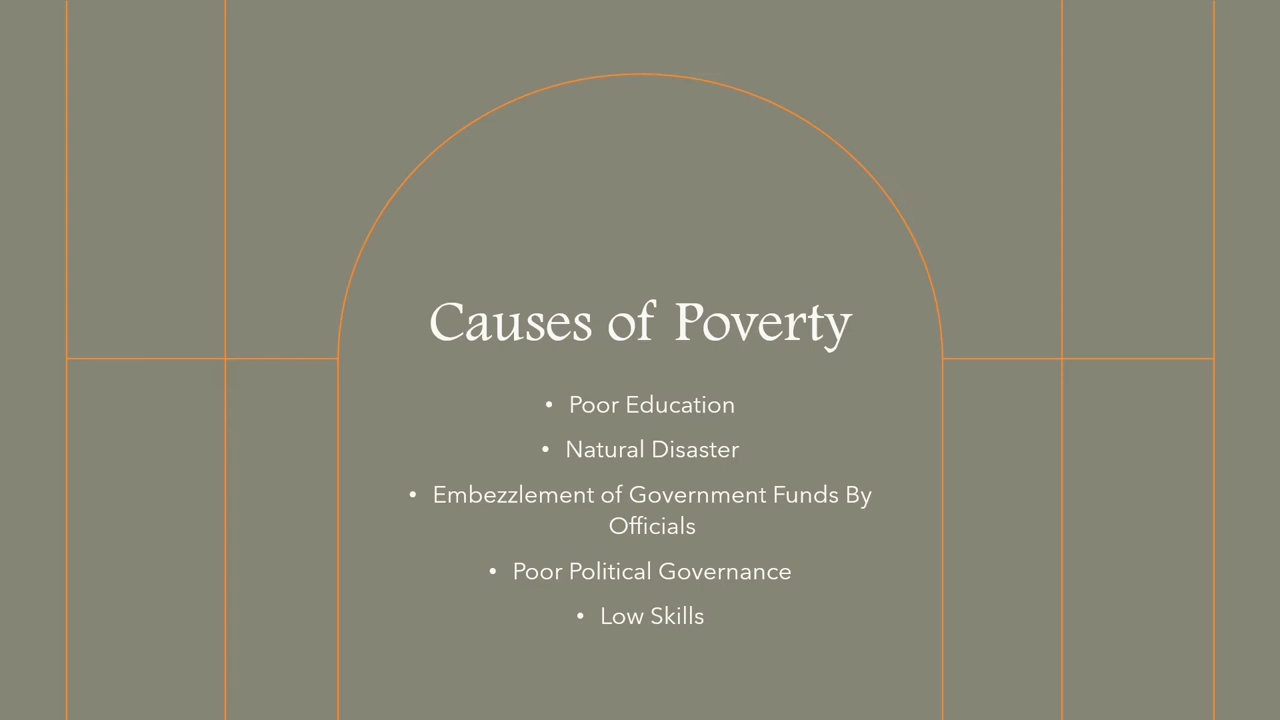 Causes of Poverty
• Poor Education
• Natural Disaster
• Embezzlement of Government Funds By
Officials
• Poor Political Governance
• Low Skills